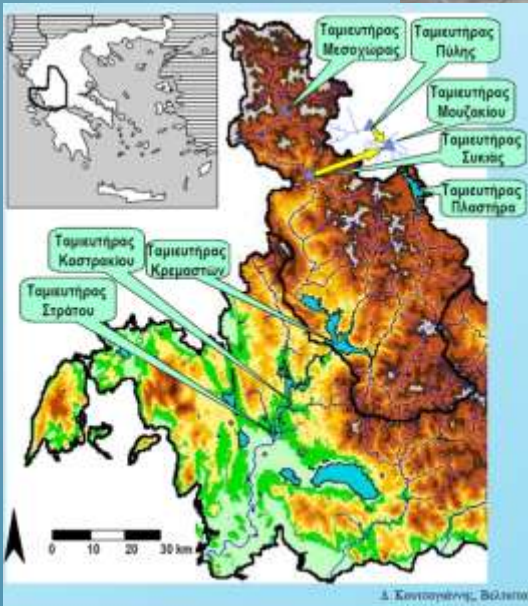 Ταμιευτήρας
Μεσοχώρας
Ταμιευτήρας
Πύλης
Ταμιευτήρας
Μουζακίου
Ταμιευτήρας
Συκιάς
Ταμιευτήρας
Πλαστήρα
Ταμιευτήρας
Κρεμαστών
Ταμιευτήρας
Καστρακίου
Ταμιευτήρας
Στράτου
0 10 20 30 km
Δ. Κουτσογιάννης,